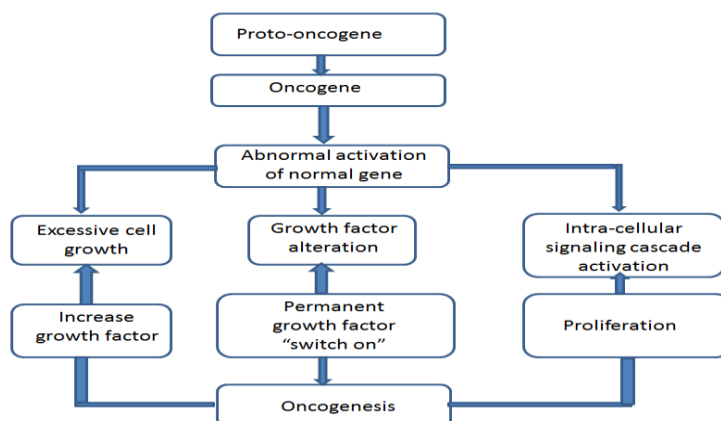 Proto-oncogene
Oncogene
Abnormal activation
of normal gene
Excessive cell
growth
Growth factor
alteration
Intra-cellular
signaling cascade
activation
Increase
growth factor
Permanent
growth factor
“switch on”
Proliferation
Oncogenesis